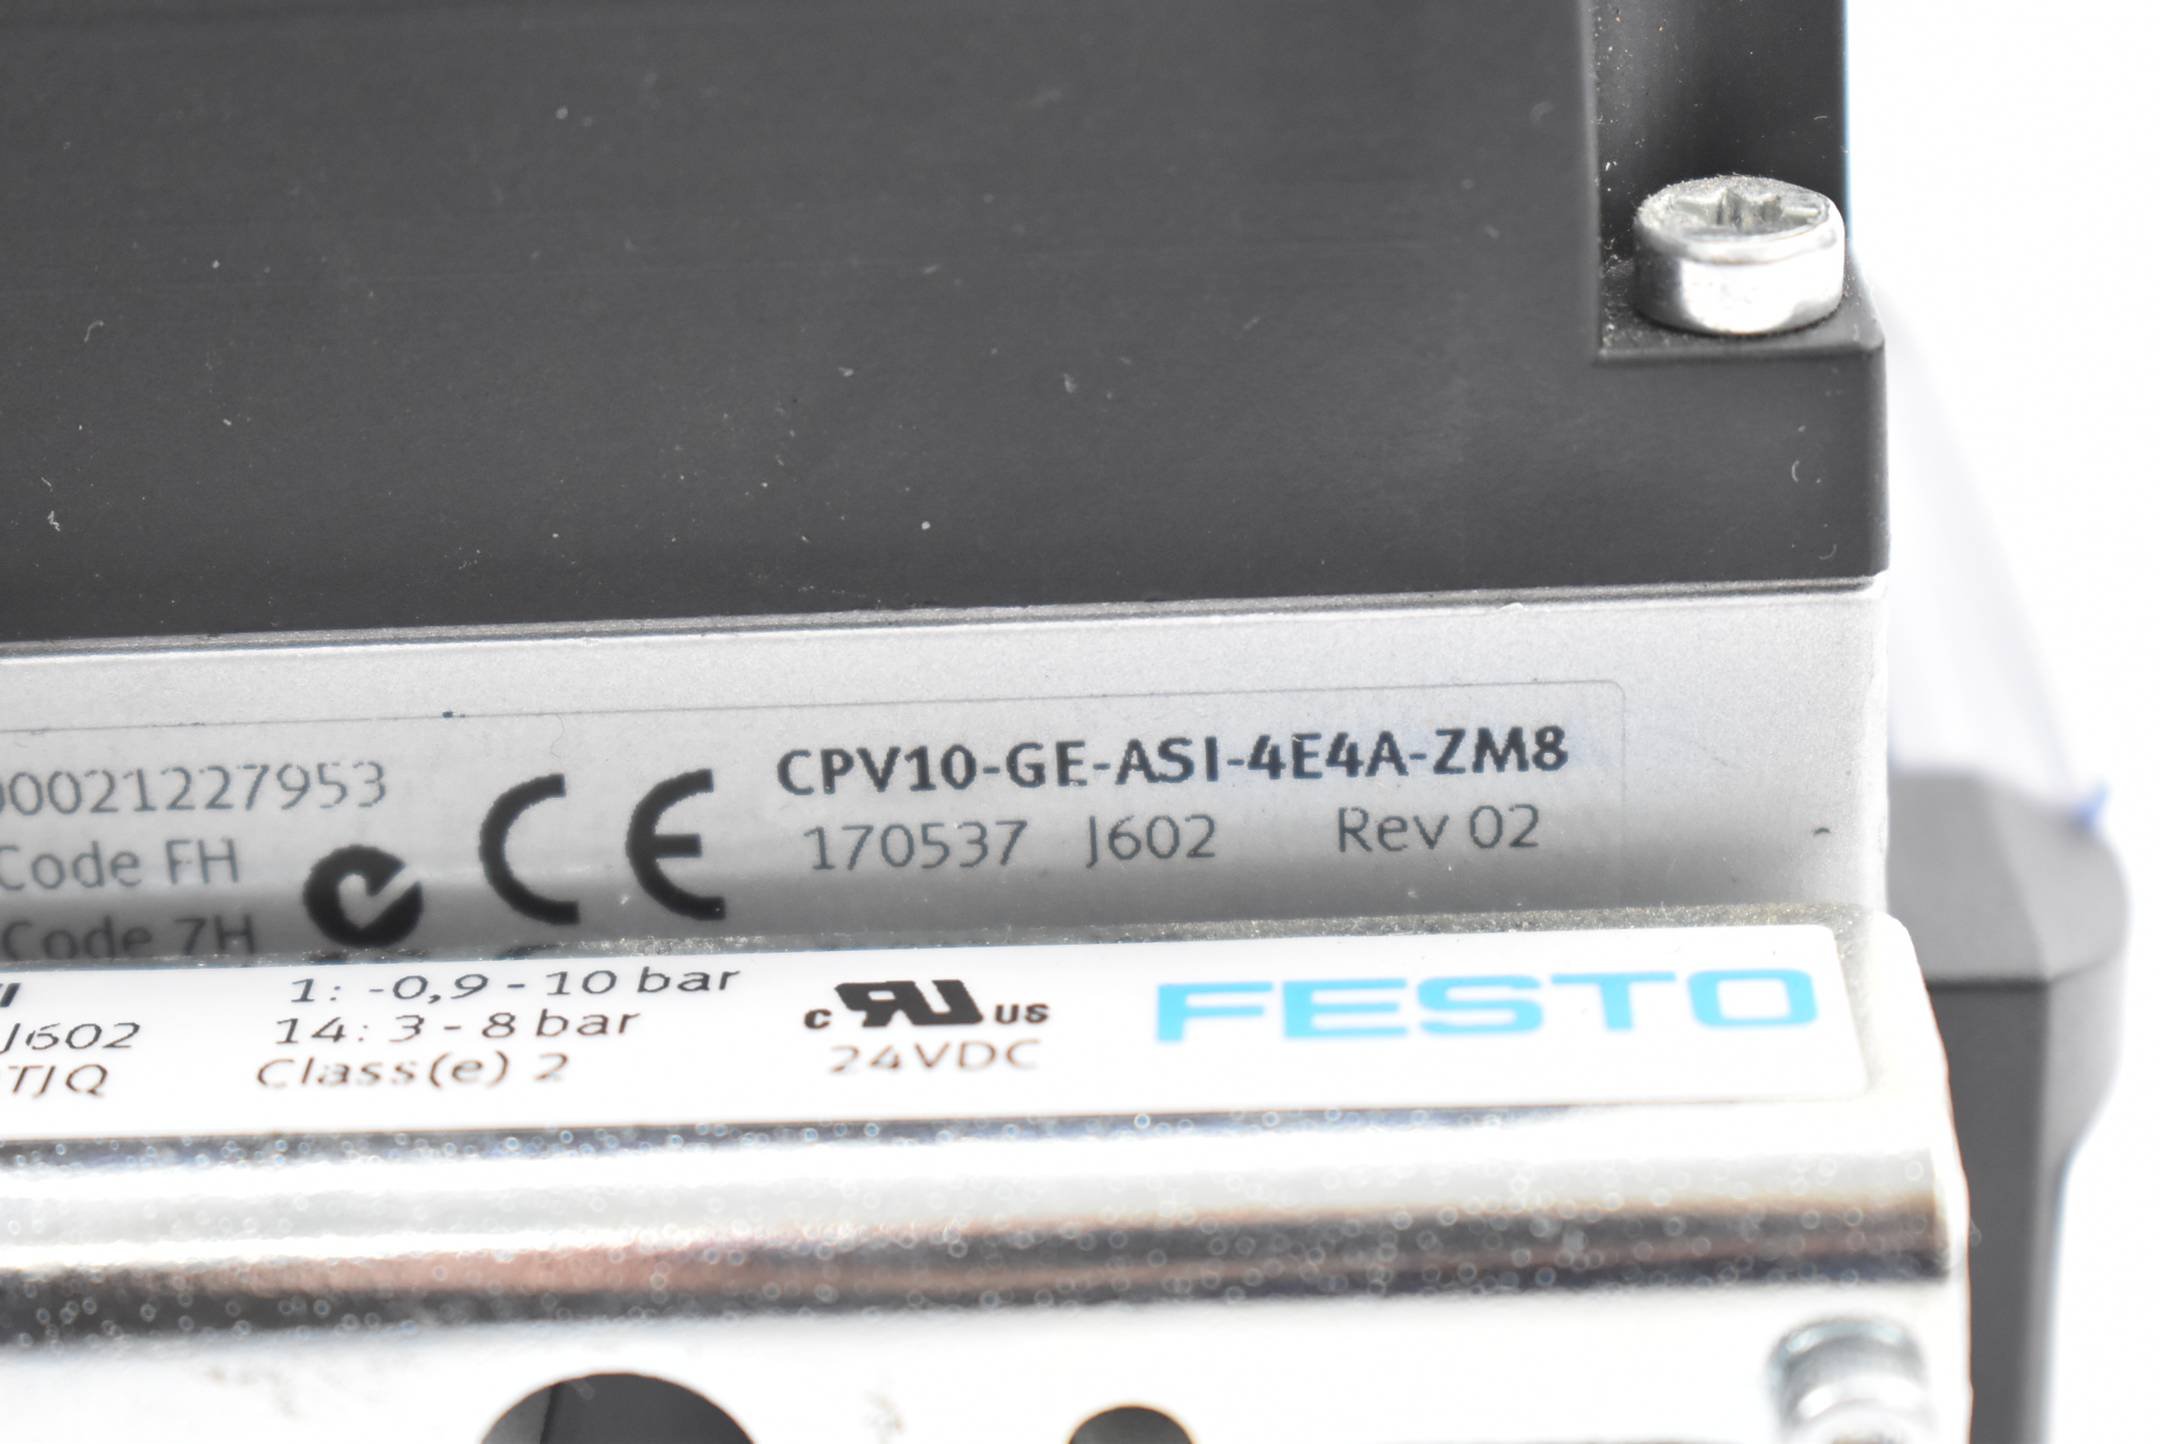 00021227953
Code FH
Code 7H
CE
CPV10-GE-ASI-4E4A-ZM8
170537 J602 Rev 02
J602
TJQ
1: -0,9 - 10 bar
14: 3 - 8 bar
Class(e) 2
c RU US
24VDC
FESTO